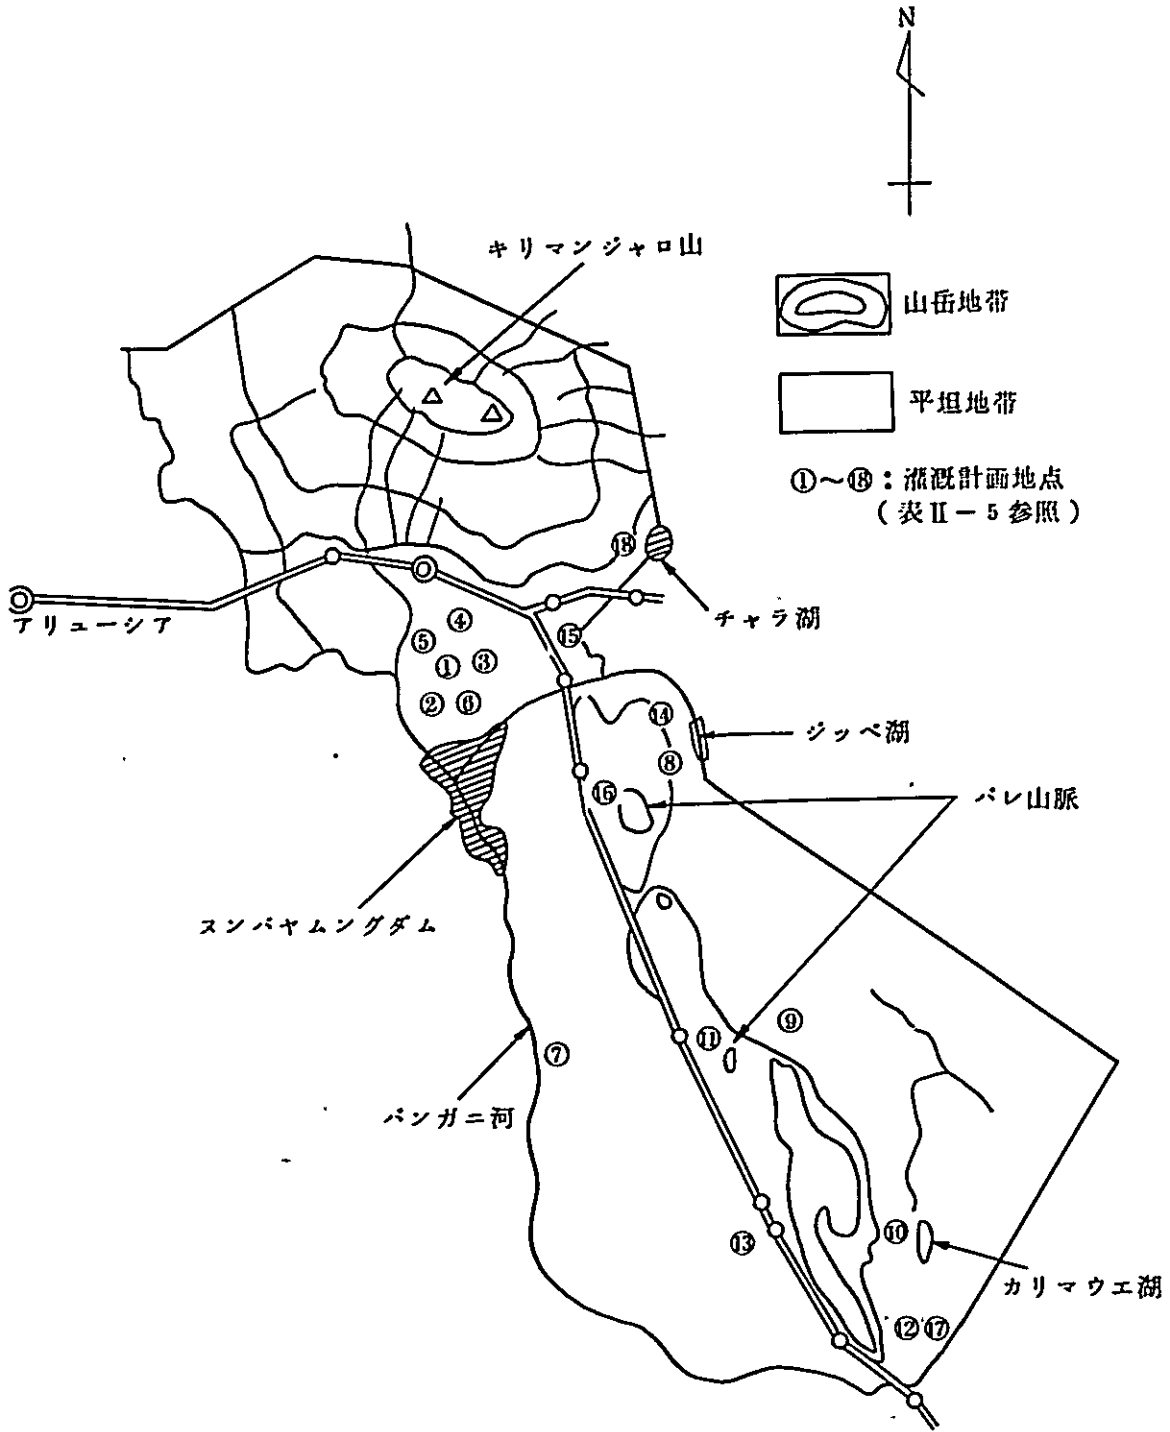 N
キリマンジャロ山
山岳地帯
平坦地帯
①～⑱：灌漑計画地点
（表Ⅱ－5参照）
⑱
アリューシア
チャラ湖
④
⑮
⑤
①
③
②
⑥
⑭
ジッペ湖
⑧
⑯
パレ山脈
ヌンバヤムングダム
⑨
⑪
⑦
パンガニ河
⑩
⑬
カリマウエ湖
⑫
⑰